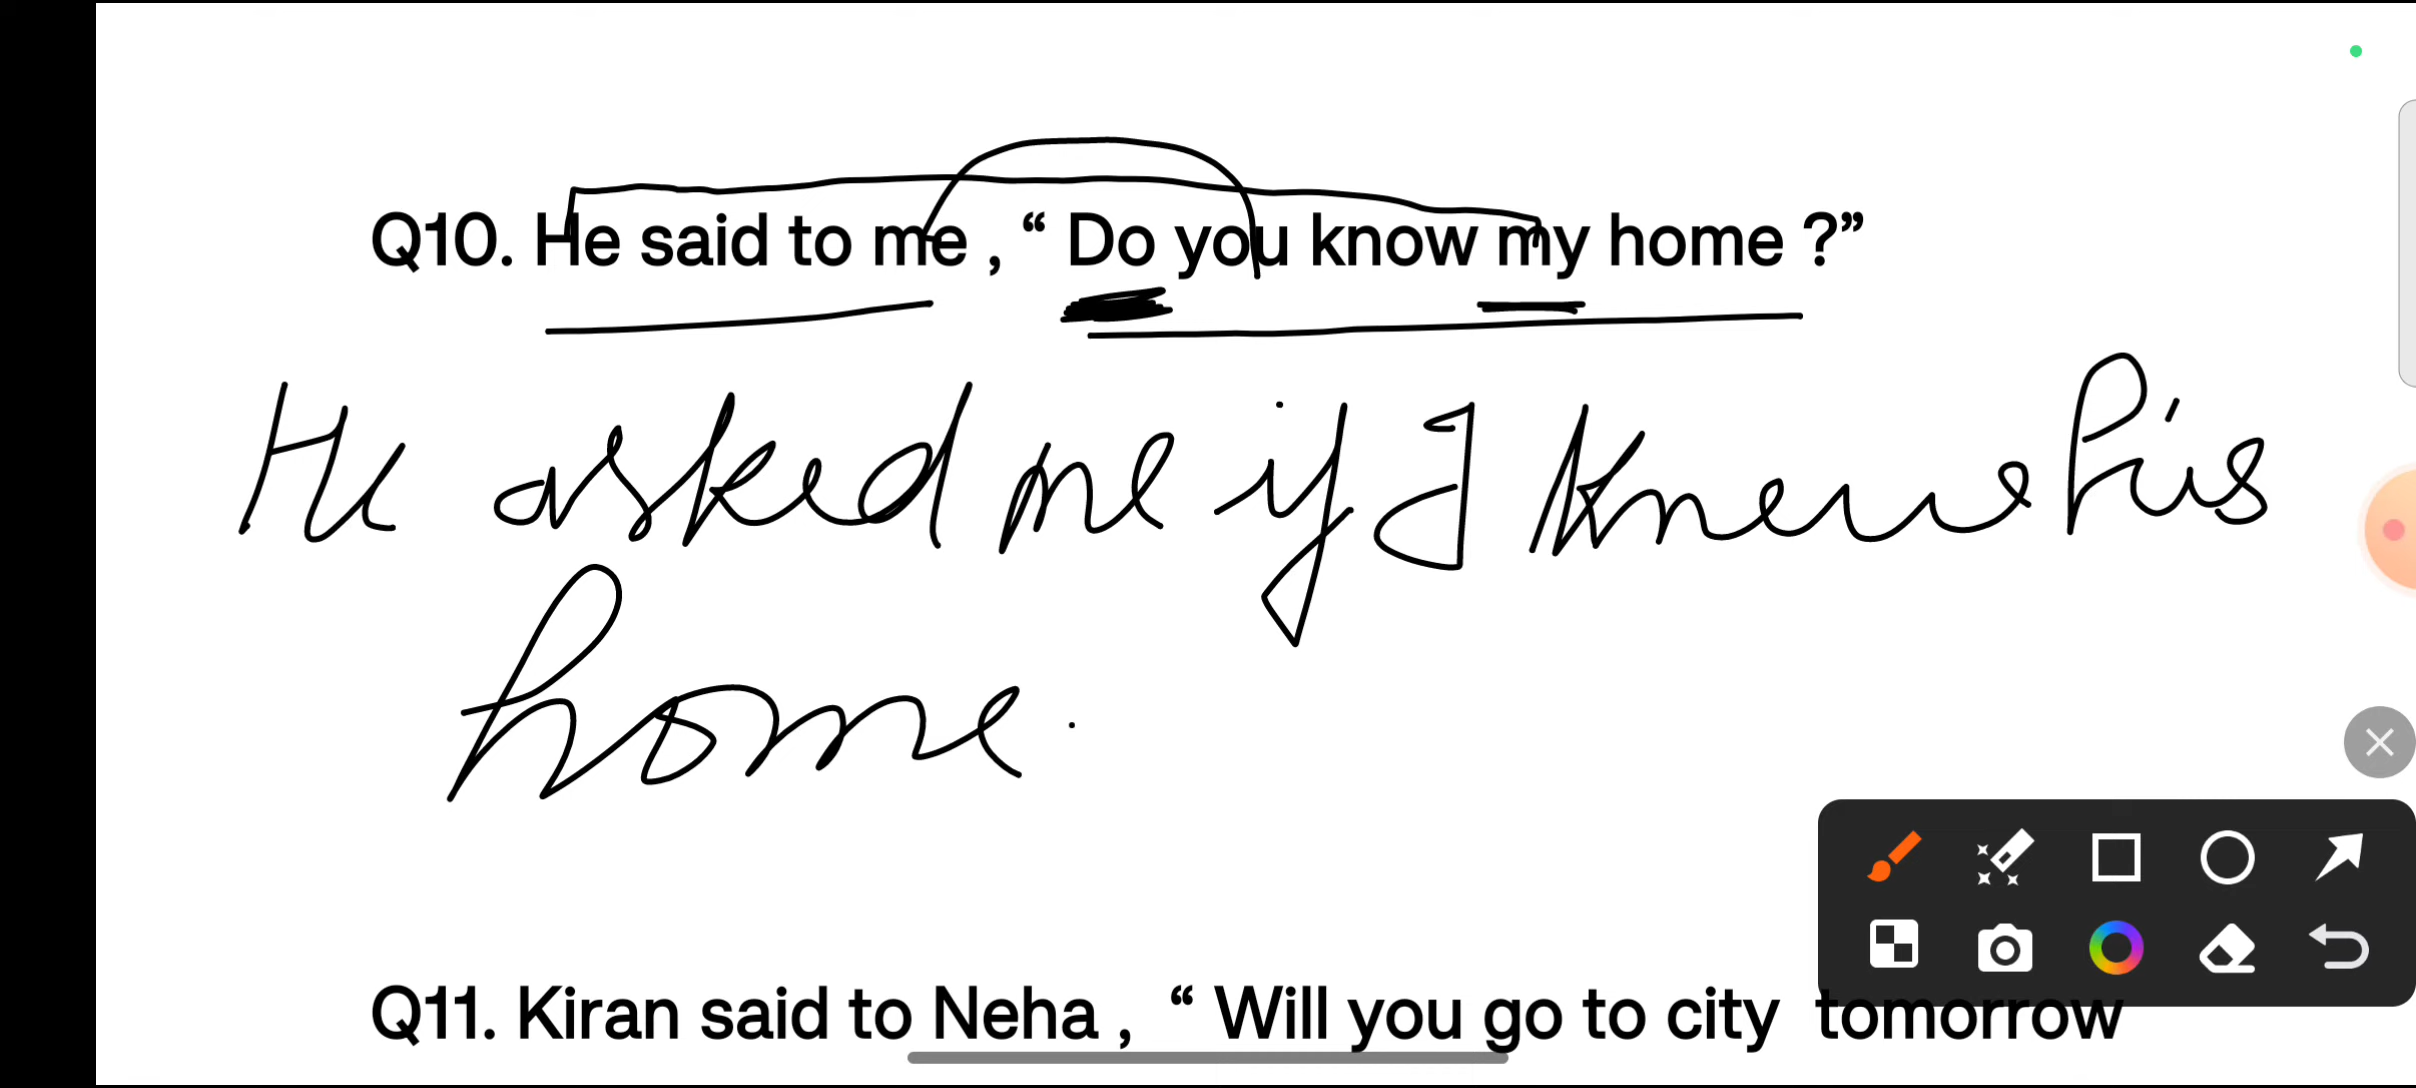 Q10. He said to me , “ Do you know my home ?”
He asked me if I knew his
home.
Q11. Kiran said to Neha , “ Will you go to city tomorrow